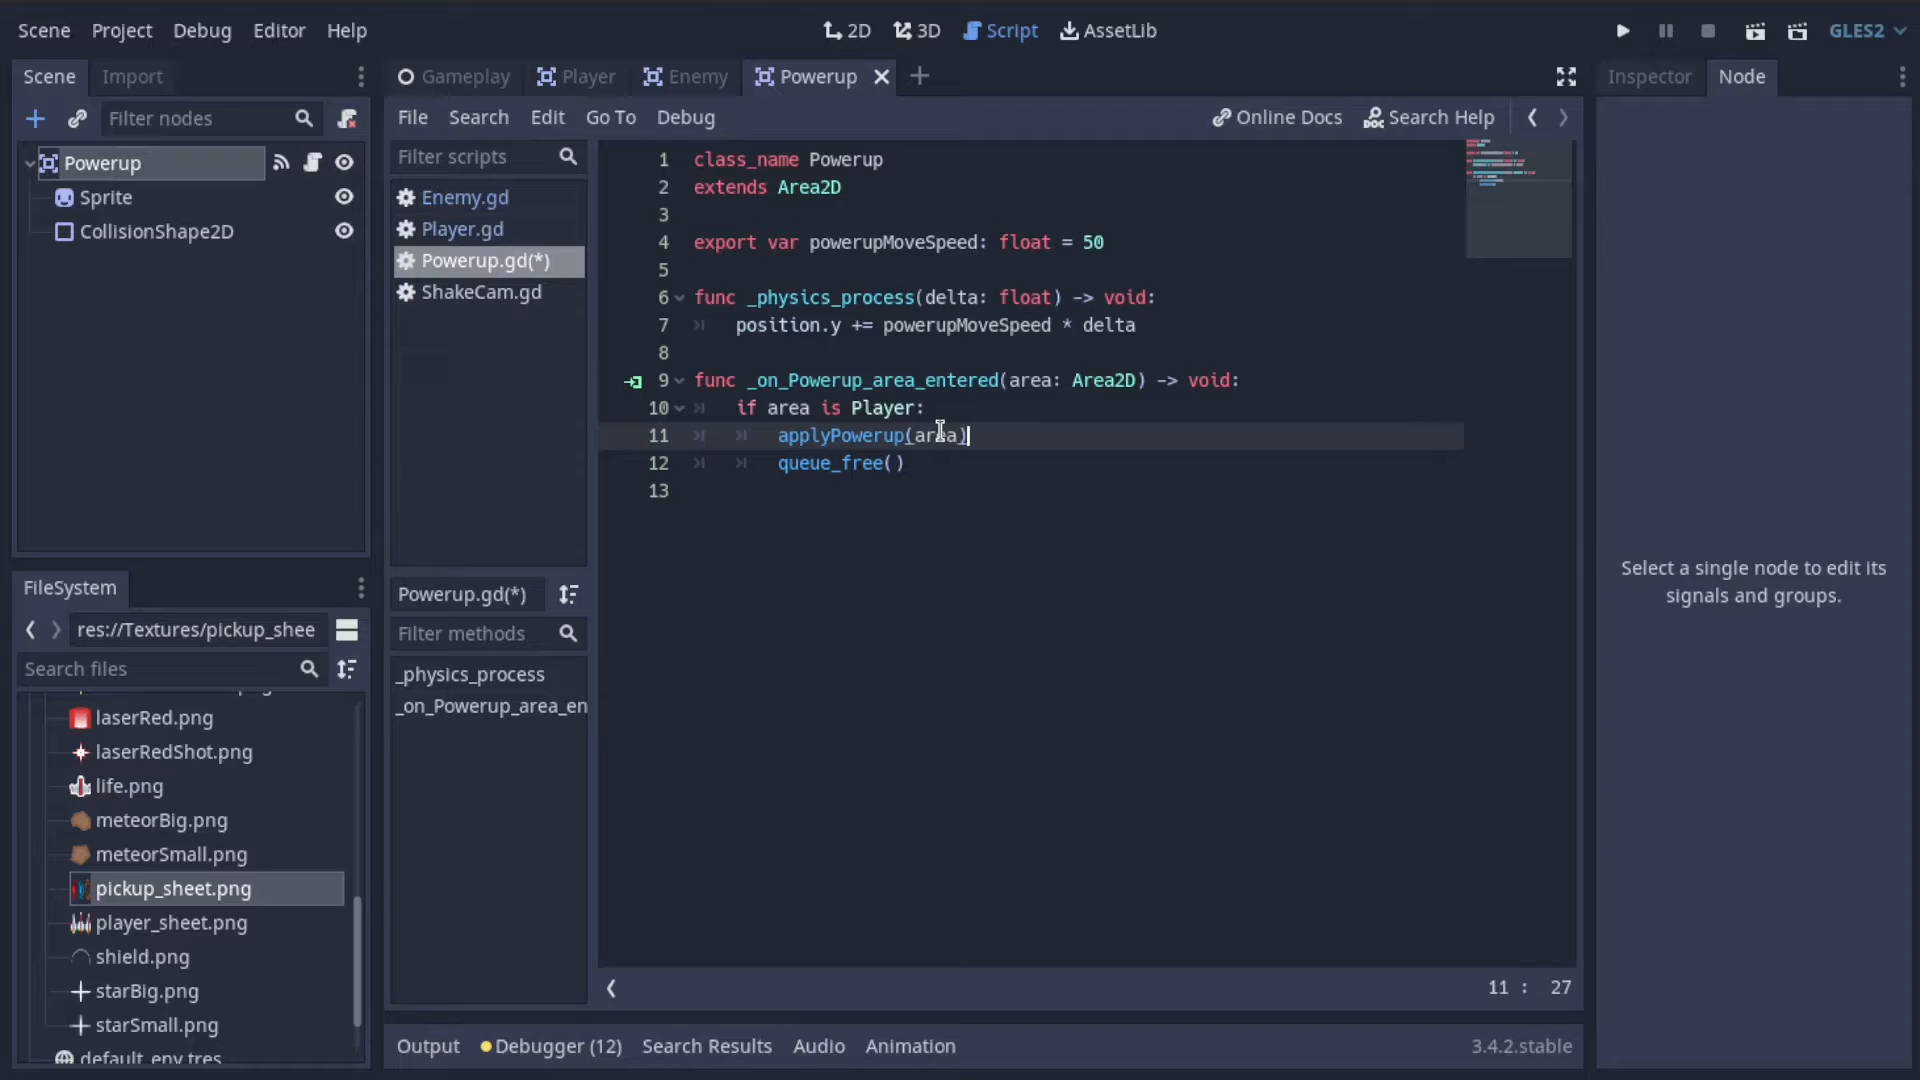 Scene Project Debug Editor Help
2D 3D Script AssetLib
GLES2
Scene Import
Filter nodes
Powerup
Sprite
CollisionShape2D
FileSystem
res://Textures/pickup_shee
Search files
laserRed.png
laserRedShot.png
life.png
meteorBig.png
meteorSmall.png
pickup_sheet.png
player_sheet.png
shield.png
starBig.png
starSmall.png
default_env.tres
Gameplay Player Enemy Powerup
File Search Edit Go To Debug
Online Docs Search Help
Filter scripts
Enemy.gd
Player.gd
Powerup.gd(*)
ShakeCam.gd
Powerup.gd(*)
Filter methods
_physics_process
_on_Powerup_area_en
1 class_name Powerup
2 extends Area2D
3
4 export var powerupMoveSpeed: float = 50
5
6 func _physics_process(delta: float) -> void:
7 position.y += powerupMoveSpeed * delta
8
9 func _on_Powerup_area_entered(area: Area2D) -> void:
10 if area is Player:
11 applyPowerup(area)
12 queue_free()
13
11 : 27
Output Debugger (12) Search Results Audio Animation
3.4.2.stable
Inspector Node
Select a single node to edit its
signals and groups.